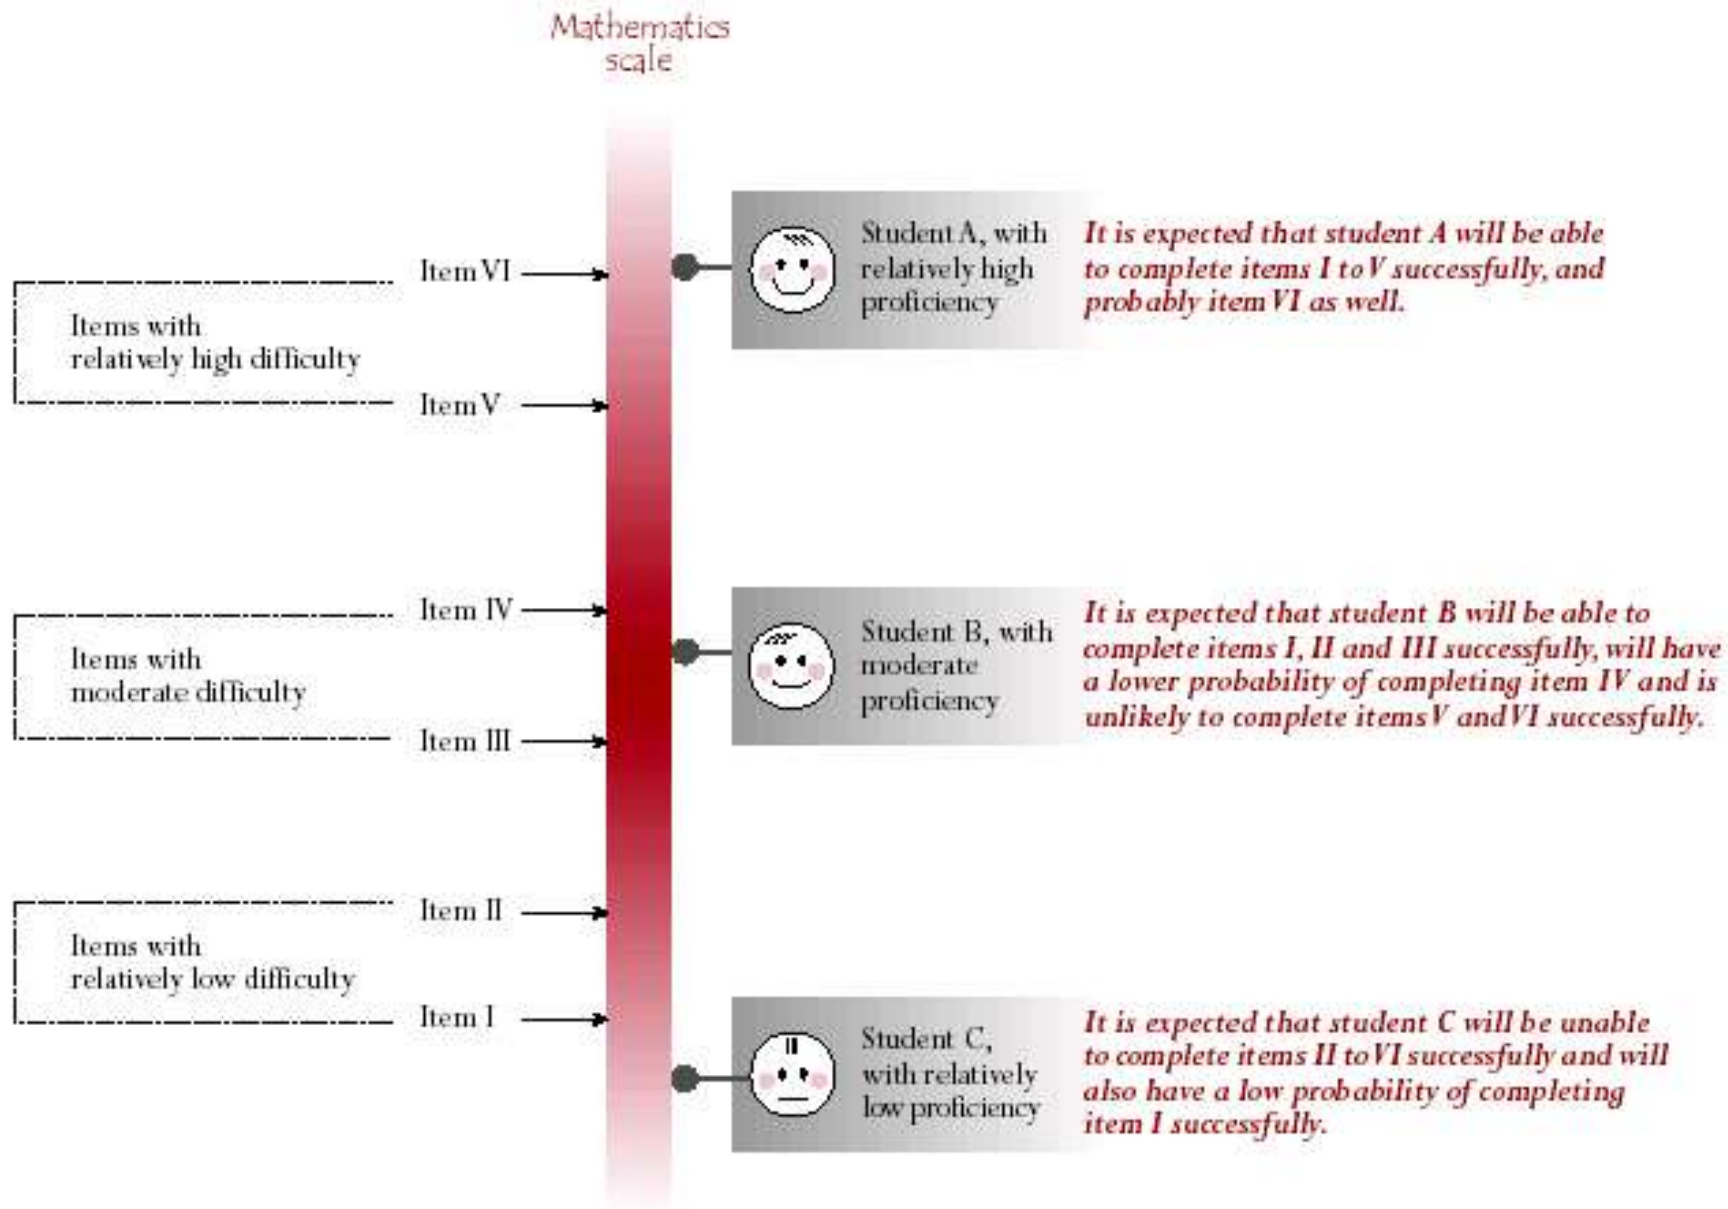 Mathematics
scale
Item VI
Items with
relatively high difficulty
Item V
Student A, with
relatively high
proficiency
It is expected that student A will be able
to complete items I to V successfully, and
probably item VI as well.
Item IV
Items with
moderate difficulty
Item III
Student B, with
moderate
proficiency
It is expected that student B will be able to
complete items I, II and III successfully, will have
a lower probability of completing item IV and is
unlikely to complete items V and VI successfully.
Item II
Items with
relatively low difficulty
Item I
Student C,
with relatively
low proficiency
It is expected that student C will be unable
to complete items II to VI successfully and will
also have a low probability of completing
item I successfully.